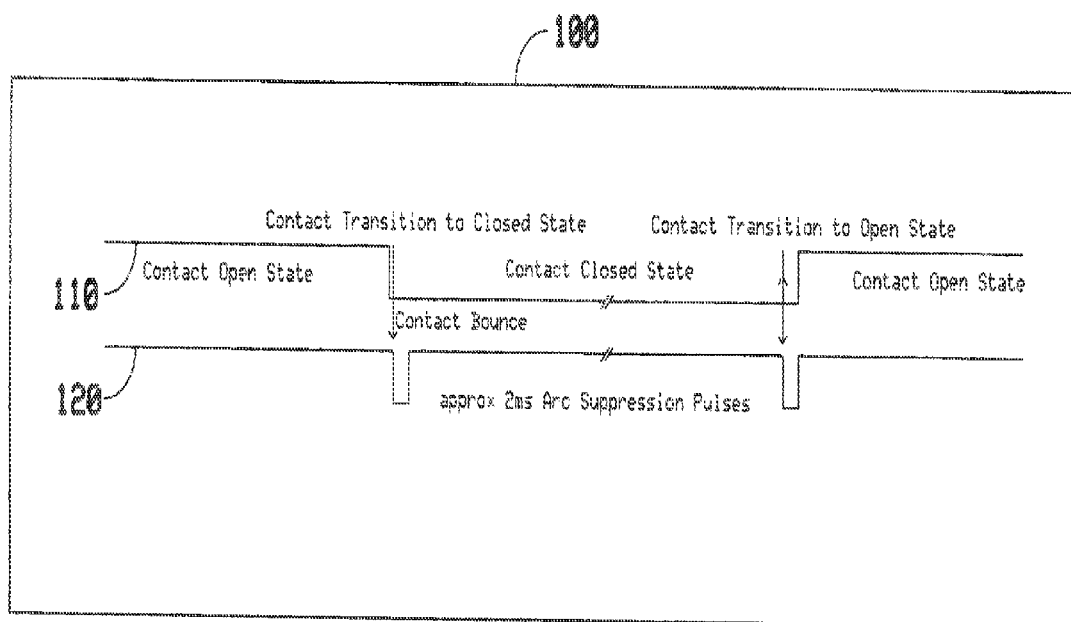 100
Contact Transition to Closed State
Contact Transition to Open State
Contact Open State
Contact Closed State
Contact Open State
110
Contact Bounce
120
approx 2ms Arc Suppression Pulses